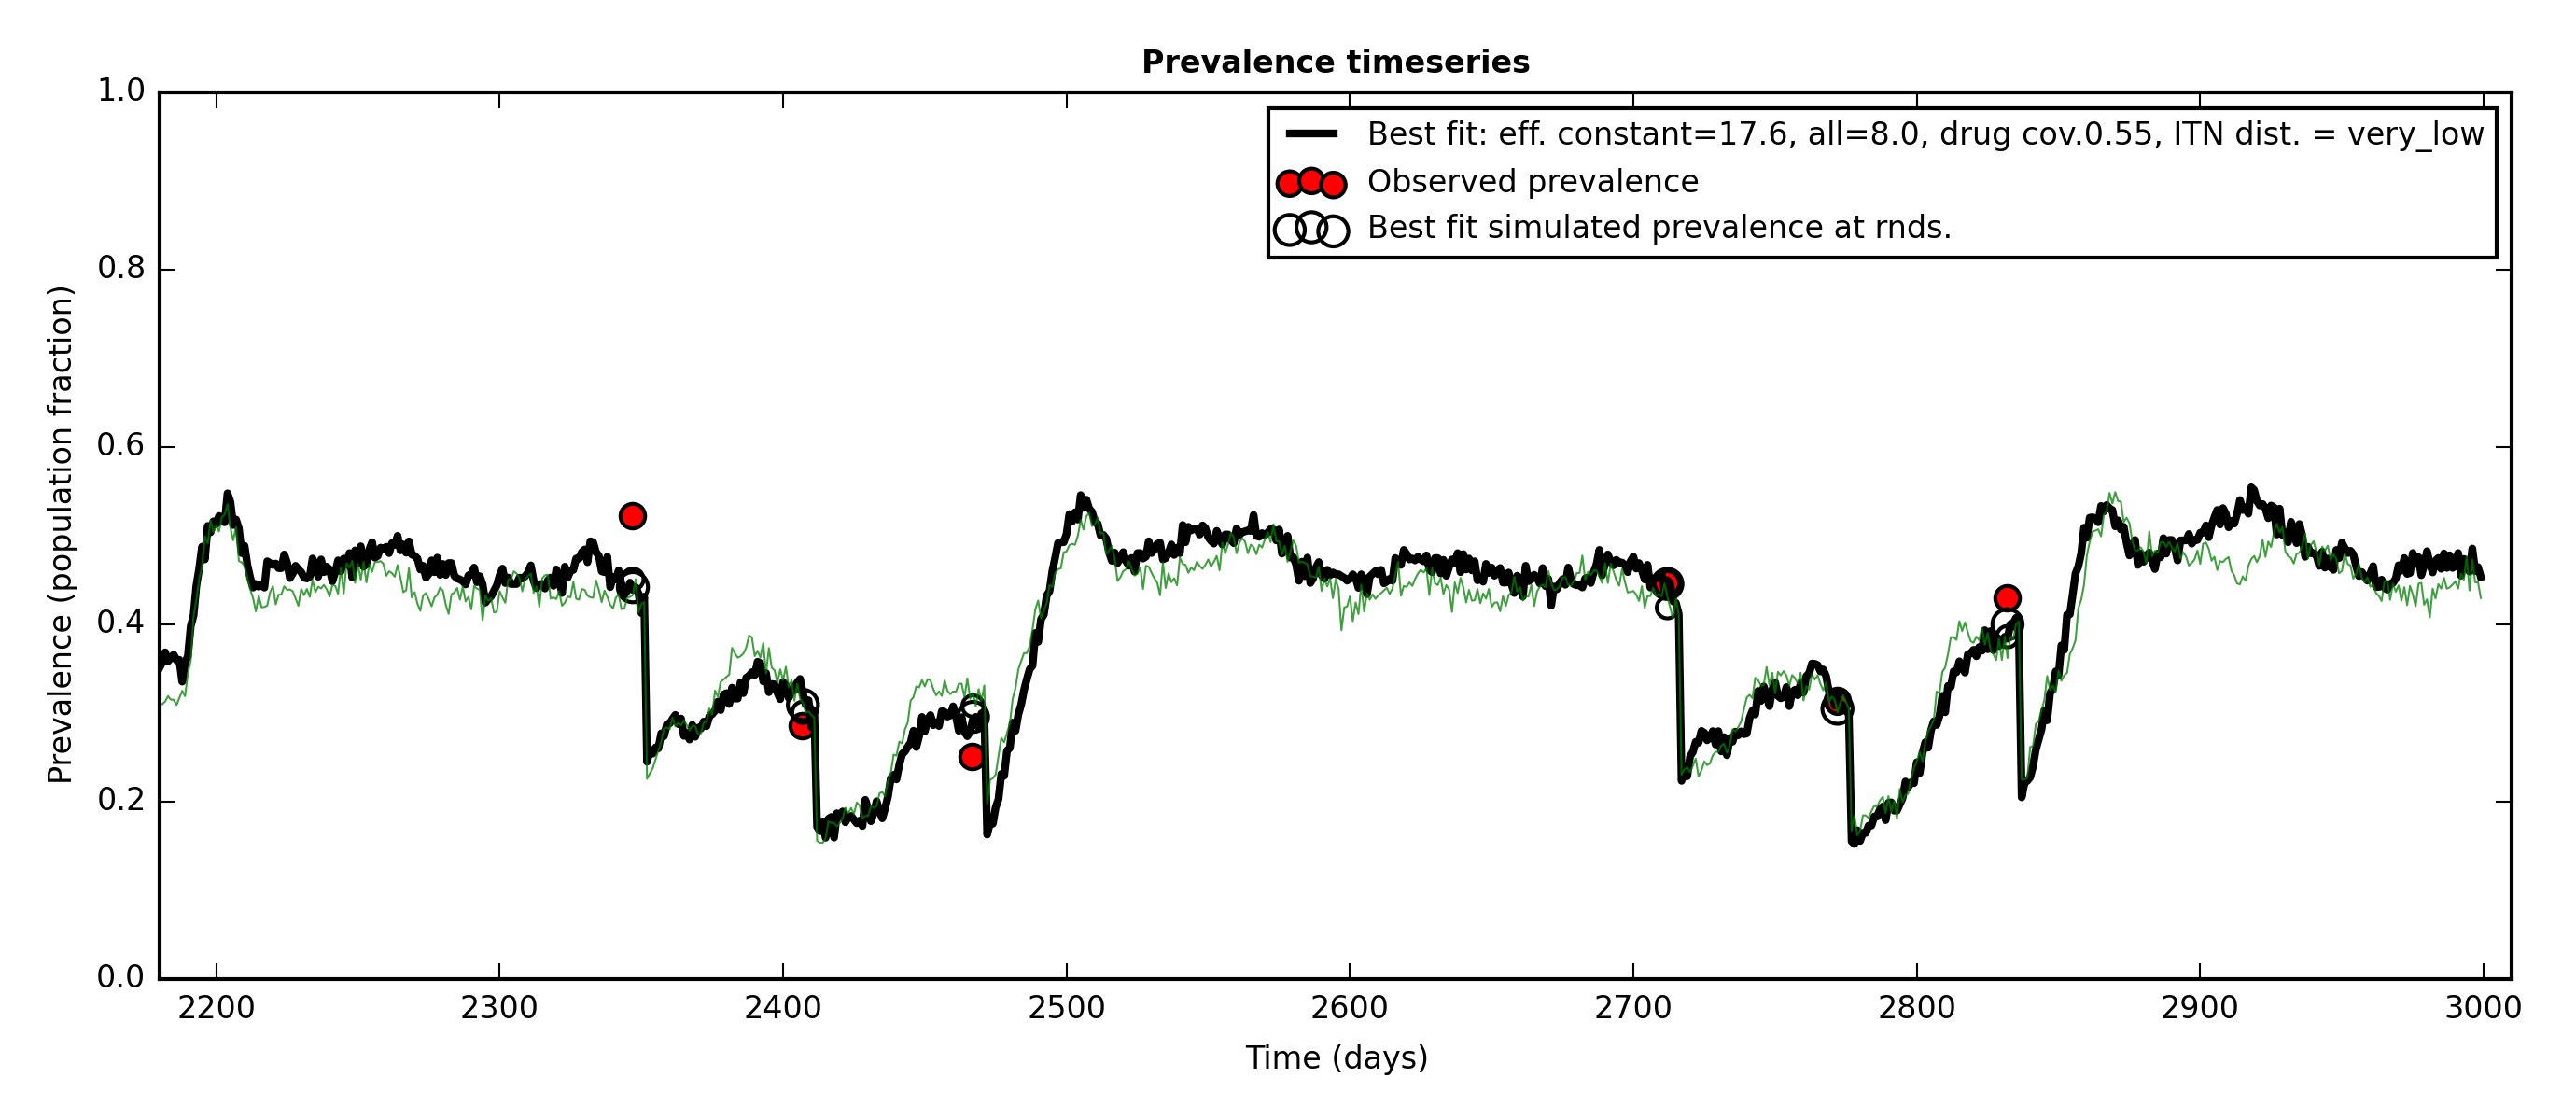 Prevalence timeseries
1.0
0.8
0.6
0.4
0.2
0.0
Prevalence (population fraction)
Best fit: eff. constant=17.6, all=8.0, drug cov.0.55, ITN dist. = very_low
Observed prevalence
Best fit simulated prevalence at rnds.
2200 2300 2400 2500 2600 2700 2800 2900 3000
Time (days)